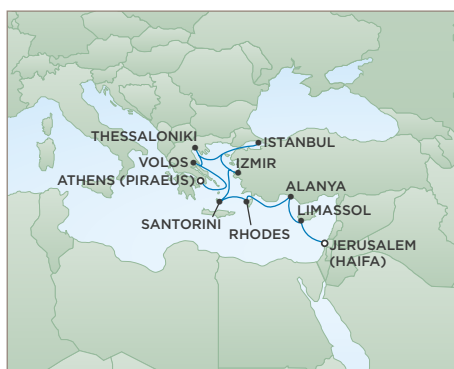 THESSALONIKI
ISTANBUL
VOLOS
IZMIR
ATHENS (PIRAEUS)
ALANYA
SANTORINI
RHODES
LIMASSOL
JERUSALEM
(HAIFA)